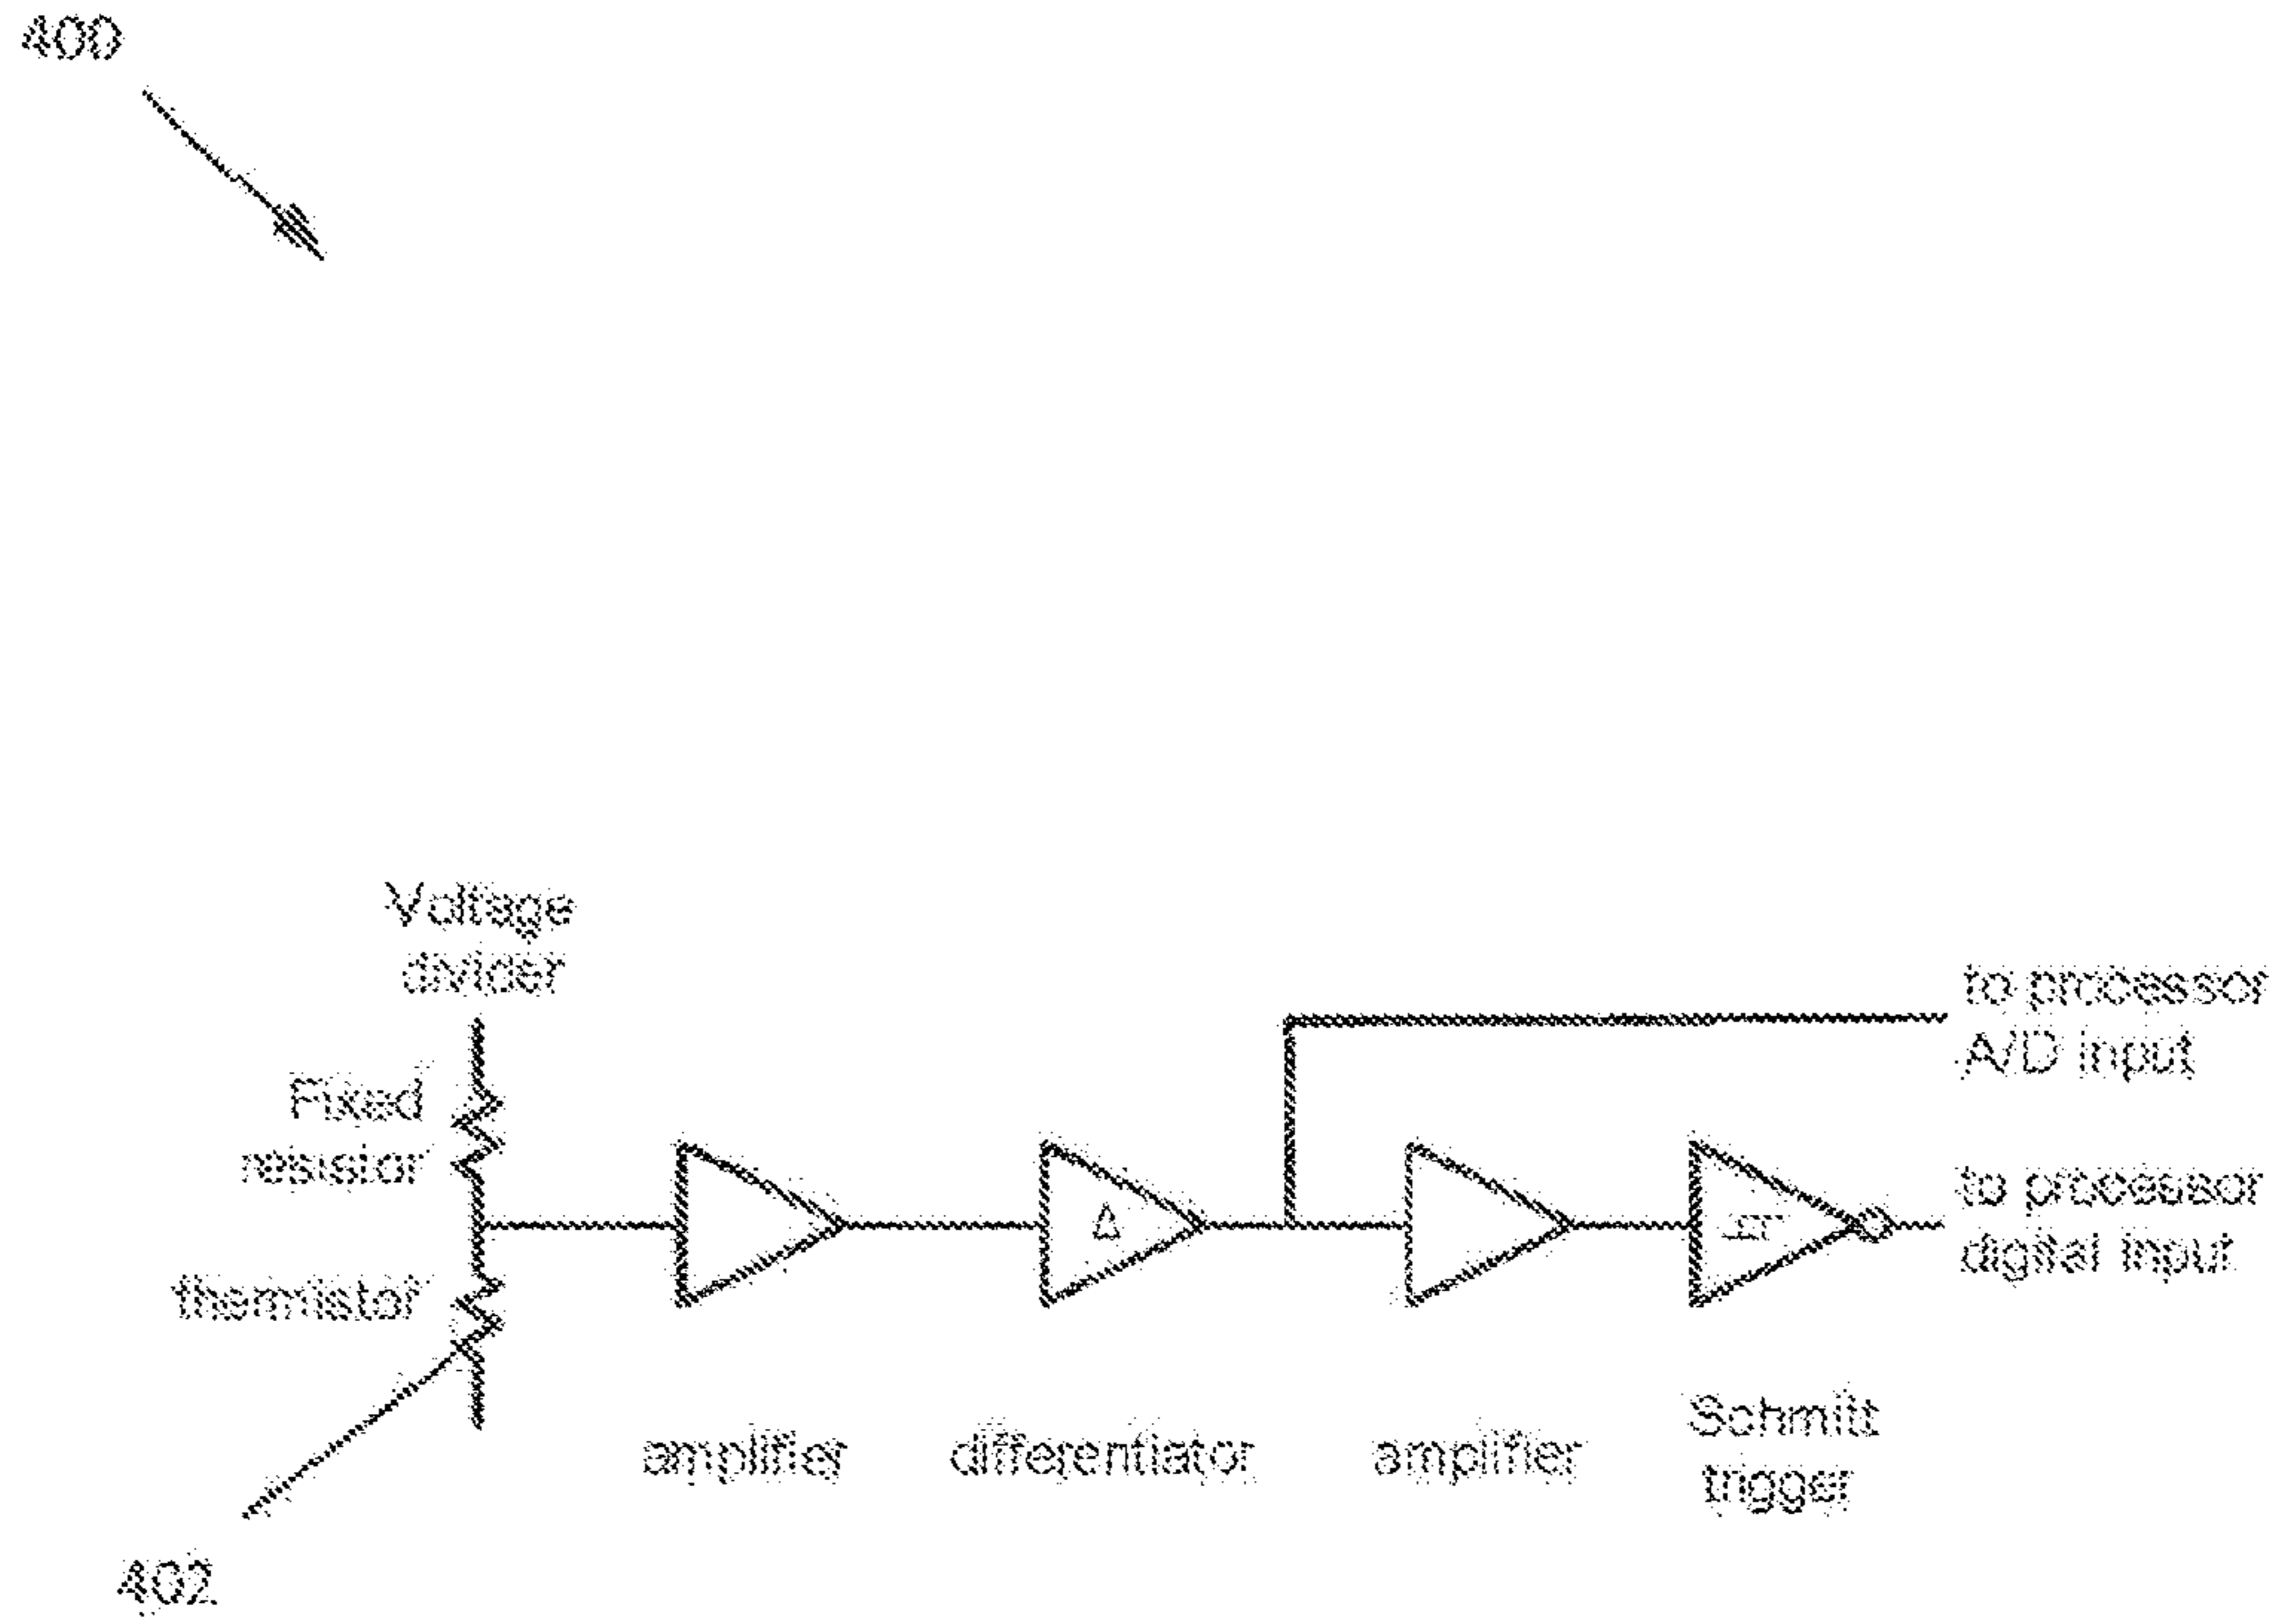 400
Voltage
divider
Fixed
resistor
thermistor
402
amplifier
Δ
differentiator
amplifier
Schmitt
trigger
to processor
A/D input
to processor
digital input